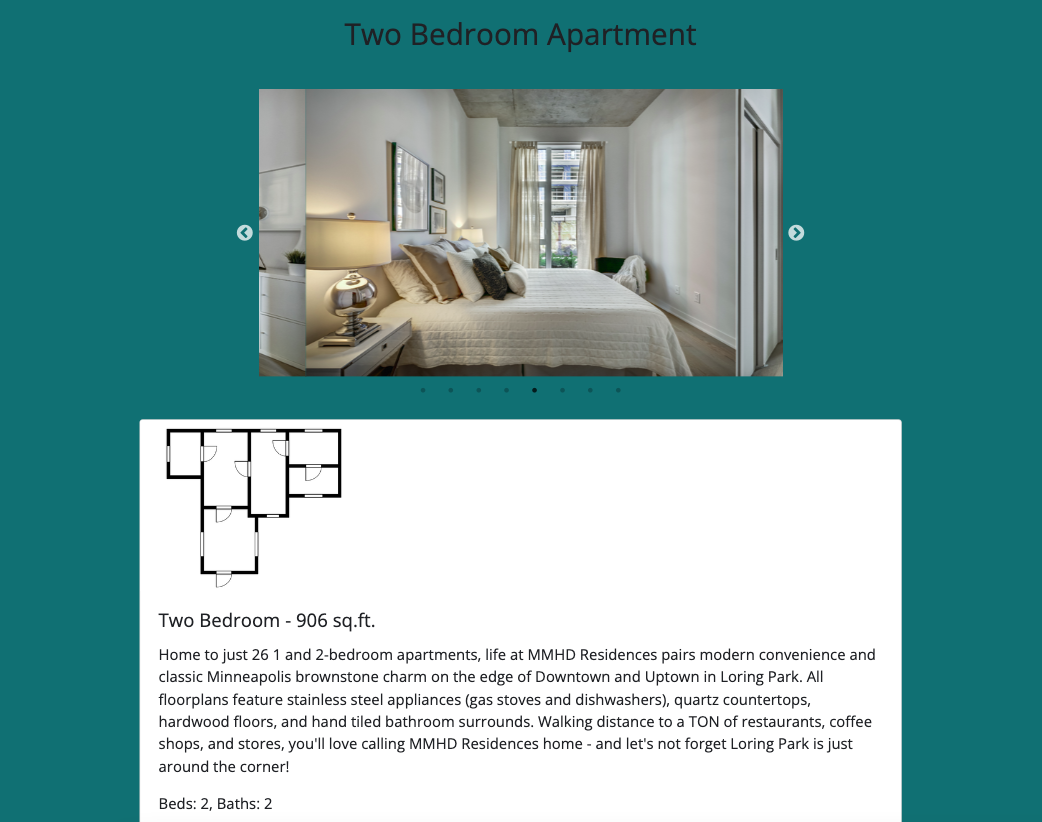 Two Bedroom Apartment
Two Bedroom - 906 sq.ft.
Home to just 26 1 and 2-bedroom apartments, life at MMHD Residences pairs modern convenience and
classic Minneapolis brownstone charm on the edge of Downtown and Uptown in Loring Park. All
floorplans feature stainless steel appliances (gas stoves and dishwashers), quartz countertops,
hardwood floors, and hand tiled bathroom surrounds. Walking distance to a TON of restaurants, coffee
shops, and stores, you'll love calling MMHD Residences home - and let's not forget Loring Park is just
around the corner!
Beds: 2, Baths: 2